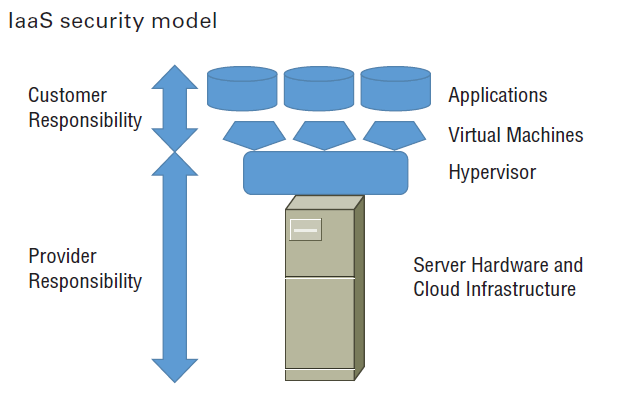 IaaS security model
Customer
Responsibility
Applications
Virtual Machines
Hypervisor
Provider
Responsibility
Server Hardware and
Cloud Infrastructure